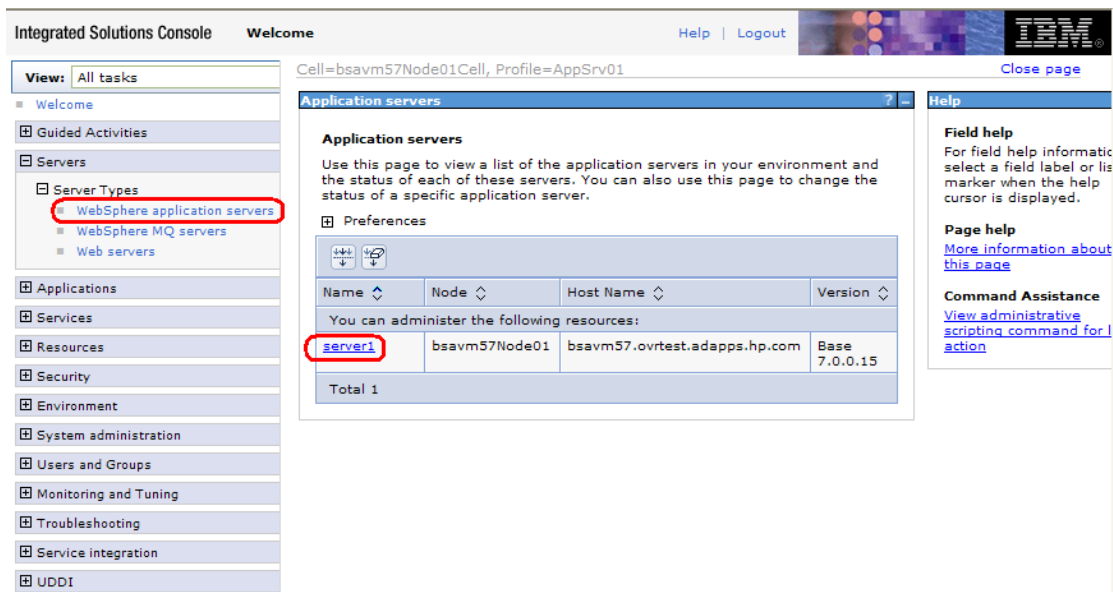 Integrated Solutions Console Welcome Help | Logout IBM®
View: All tasks
Welcome
Guided Activities
Servers
Server Types
WebSphere application servers
WebSphere MQ servers
Web servers
Applications
Services
Resources
Security
Environment
System administration
Users and Groups
Monitoring and Tuning
Troubleshooting
Service integration
UDDI
Cell=bsavm57Node01Cell, Profile=AppSrv01 Close page
Application servers ? -
Application servers
Use this page to view a list of the application servers in your environment and
the status of each of these servers. You can also use this page to change the
status of a specific application server.
Preferences
Name Node Host Name Version
You can administer the following resources:
server1 bsavm57Node01 bsavm57.ovrtest.adapps.hp.com Base
7.0.0.15
Total 1
Help
Field help
For field help informatic
select a field label or lis
marker when the help
cursor is displayed.
Page help
More information about
this page
Command Assistance
View administrative
scripting command for l
action